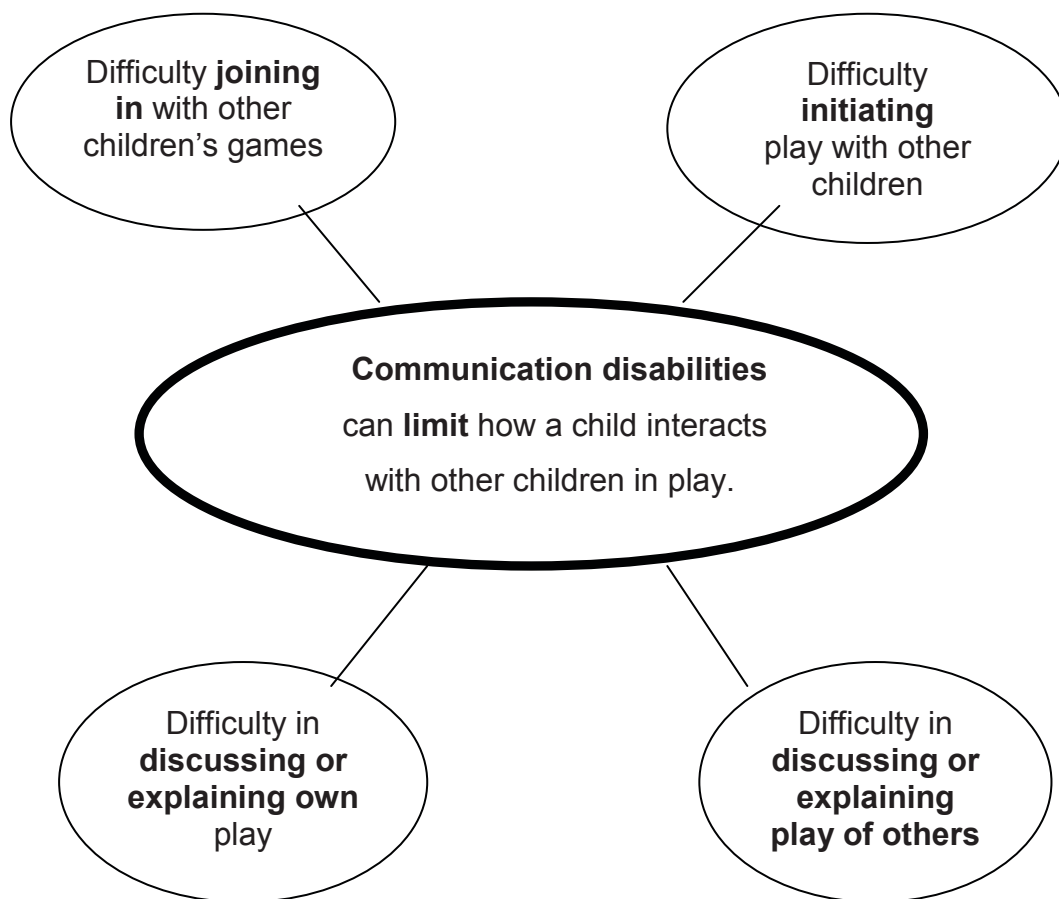 Difficulty joining
in with other
children's games
Difficulty
initiating
play with other
children
Communication disabilities
can limit how a child interacts
with other children in play.
Difficulty in
discussing or
explaining own
play
Difficulty in
discussing or
explaining
play of others